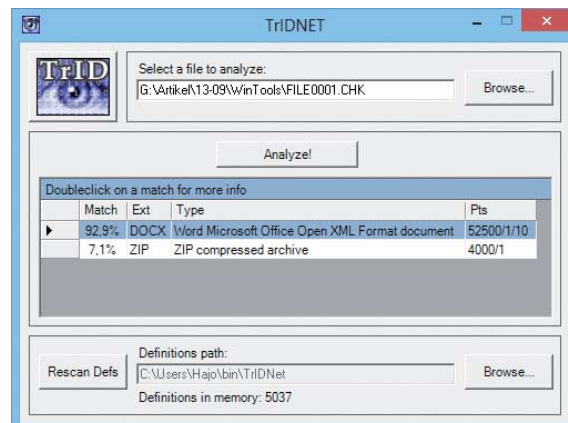 TrIDNET
TrID
Select a file to analyze:
G:\Artikel\13-09\WinTools\FILE0001.CHK
Browse...
Analyze!
Doubleclick on a match for more info
Match Ext Type Pts
92,9% DOCX Word Microsoft Office Open XML Format document 52500/1/10
7,1% ZIP ZIP compressed archive 4000/1
Definitions path:
Rescan Defs C:\Users\Hajo\bin\TrIDNet Browse...
Definitions in memory: 5037